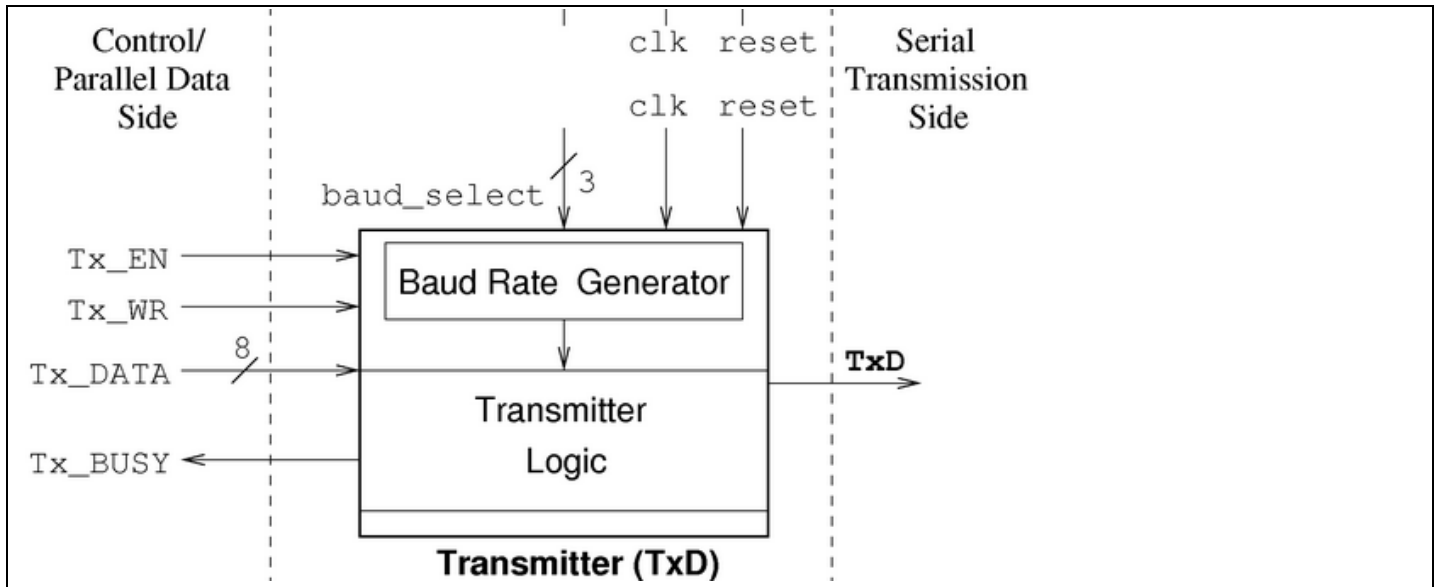 Control/
Parallel Data
Side
clk reset
Serial
Transmission
Side
clk reset
baud_select
3
Tx_EN
Tx_WR
8
Tx_DATA
Tx_BUSY
Baud Rate Generator
Transmitter
Logic
TxD
Transmitter (TxD)